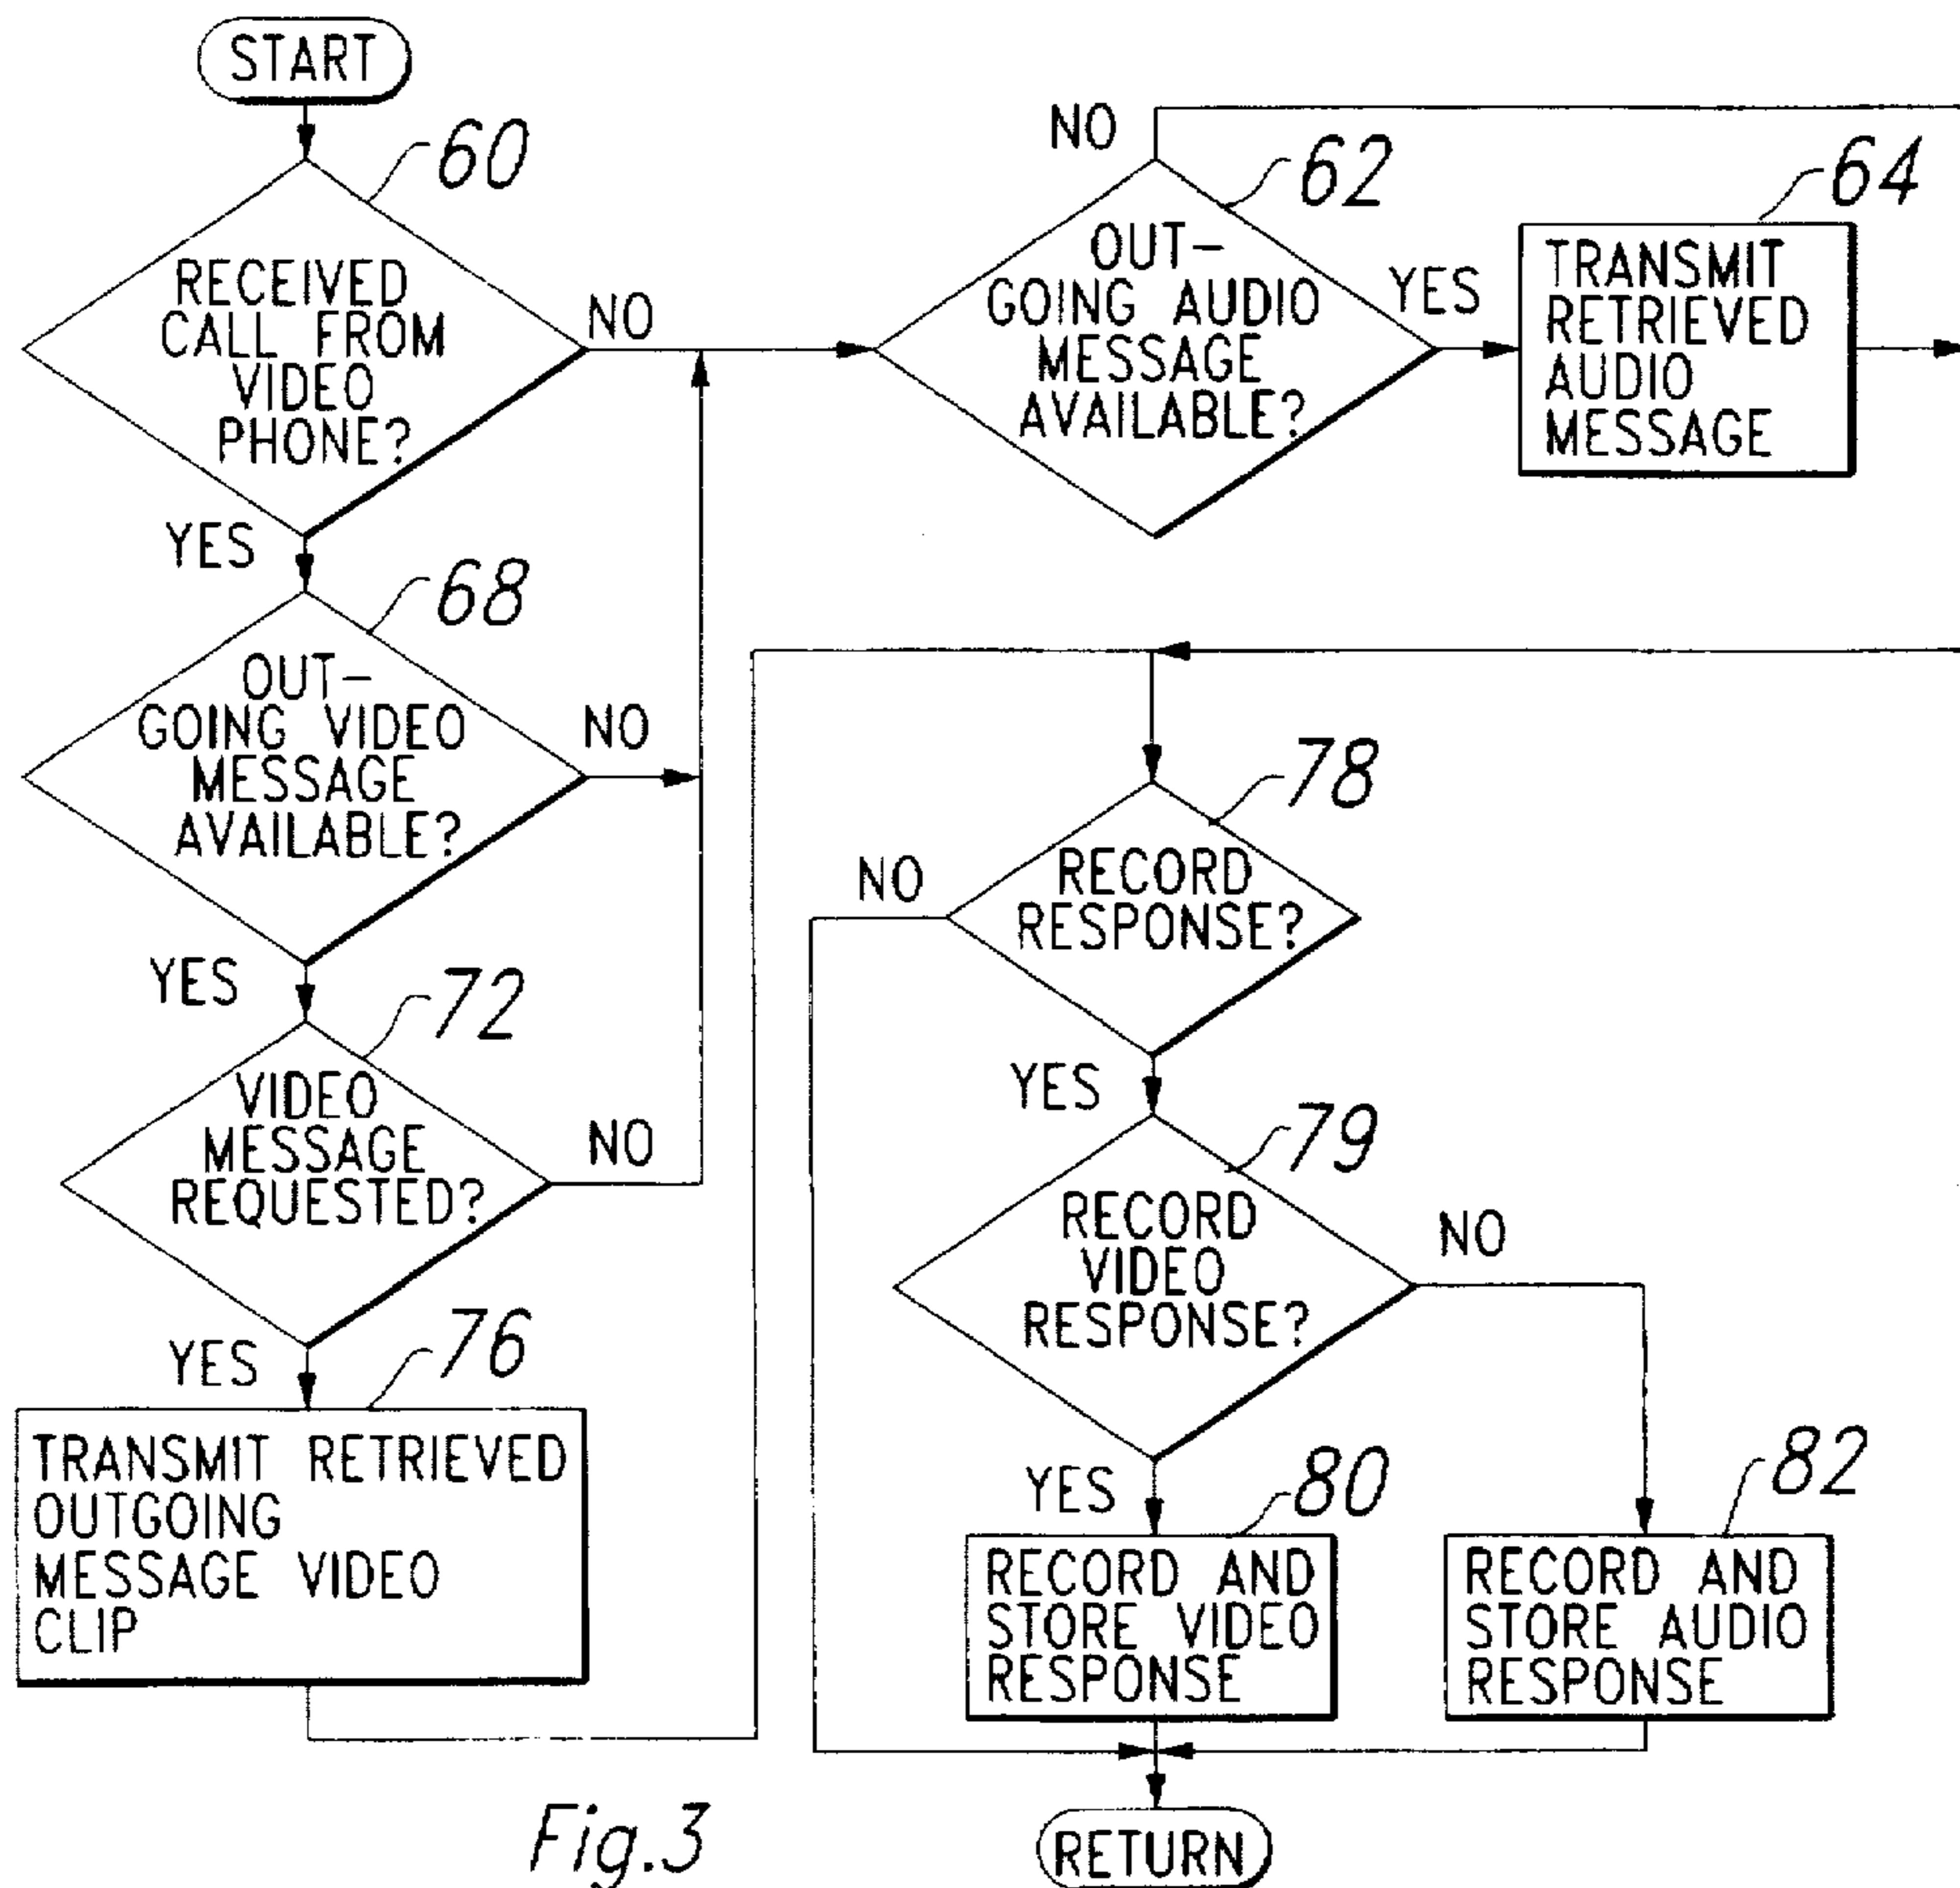 START
60
RECEIVED
CALL FROM
VIDEO
PHONE?
NO
YES
62
OUT-
GOING AUDIO
MESSAGE
AVAILABLE?
NO
YES
64
TRANSMIT
RETRIEVED
AUDIO
MESSAGE
68
OUT-
GOING VIDEO
MESSAGE
AVAILABLE?
NO
YES
72
VIDEO
MESSAGE
REQUESTED?
NO
YES
76
TRANSMIT RETRIEVED
OUTGOING
MESSAGE VIDEO
CLIP
78
RECORD
RESPONSE?
NO
YES
79
RECORD
VIDEO
RESPONSE?
NO
YES
80
RECORD AND
STORE VIDEO
RESPONSE
82
RECORD AND
STORE AUDIO
RESPONSE
RETURN
Fig.3